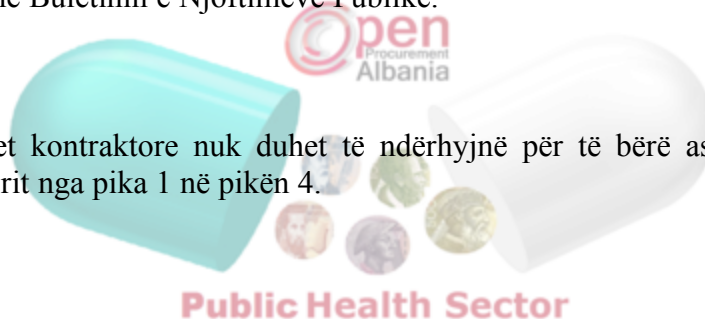 në Buletinin e Njoftimeve Publike.
Open
Procurement
Albania
et kontraktore nuk duhet të ndërhyjnë për të bërë as
rit nga pika 1 në pikën 4.
Public Health Sector